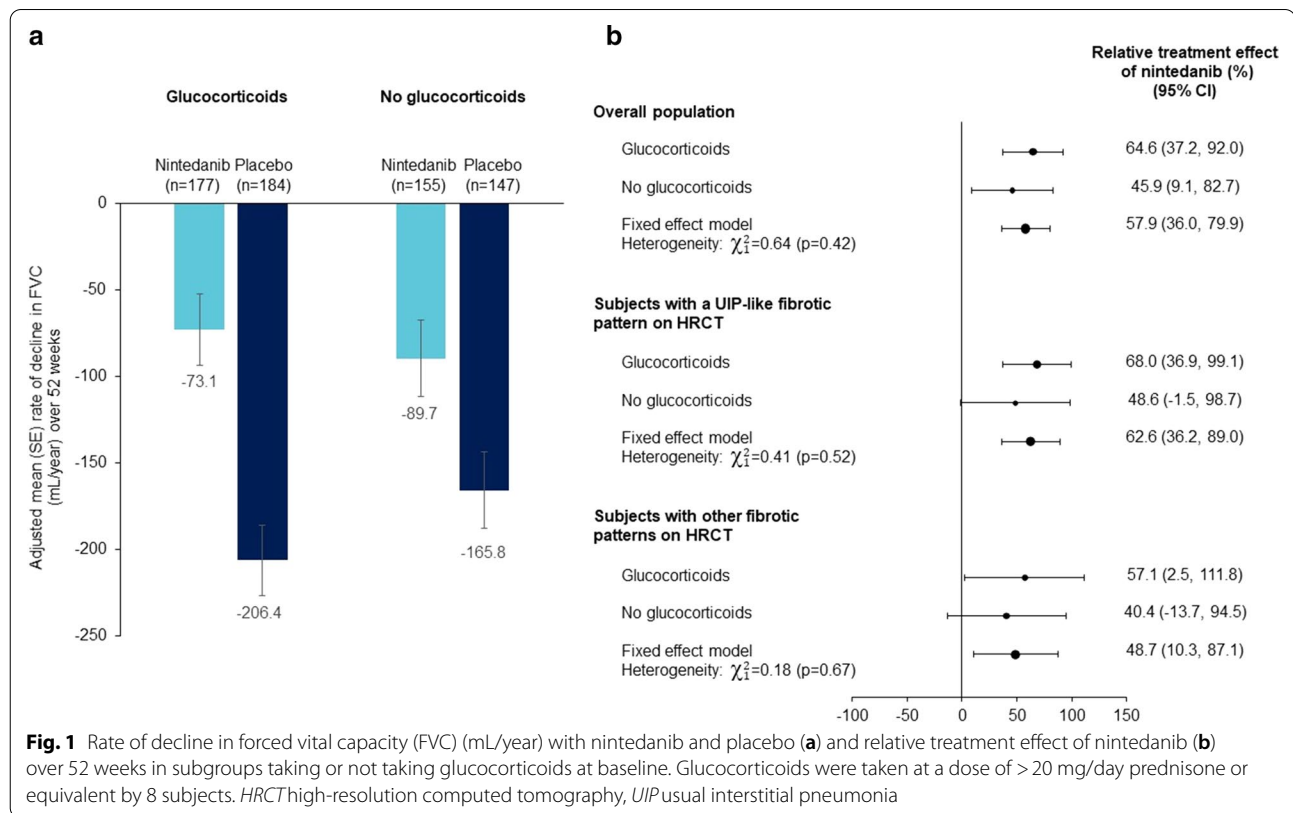 a
Glucocorticoids
No glucocorticoids
Nintedanib Placebo
(n=177) (n=184)
Nintedanib Placebo
(n=155) (n=147)
0
-50
-100
-150
-200
-250
Adjusted mean (SE) rate of decline in FVC
(mL/year) over 52 weeks
-73.1
-206.4
-89.7
-165.8
b
Relative treatment effect
of nintedanib (%)
(95% CI)
Overall population
Glucocorticoids 64.6 (37.2, 92.0)
No glucocorticoids 45.9 (9.1, 82.7)
Fixed effect model 57.9 (36.0, 79.9)
Heterogeneity: χ²₁=0.64 (p=0.42)
Subjects with a UIP-like fibrotic
pattern on HRCT
Glucocorticoids 68.0 (36.9, 99.1)
No glucocorticoids 48.6 (-1.5, 98.7)
Fixed effect model 62.6 (36.2, 89.0)
Heterogeneity: χ²₁=0.41 (p=0.52)
Subjects with other fibrotic
patterns on HRCT
Glucocorticoids 57.1 (2.5, 111.8)
No glucocorticoids 40.4 (-13.7, 94.5)
Fixed effect model 48.7 (10.3, 87.1)
Heterogeneity: χ²₁=0.18 (p=0.67)
-100 -50 0 50 100 150
Fig. 1 Rate of decline in forced vital capacity (FVC) (mL/year) with nintedanib and placebo (a) and relative treatment effect of nintedanib (b)
over 52 weeks in subgroups taking or not taking glucocorticoids at baseline. Glucocorticoids were taken at a dose of > 20 mg/day prednisone or
equivalent by 8 subjects. HRCT high-resolution computed tomography, UIP usual interstitial pneumonia